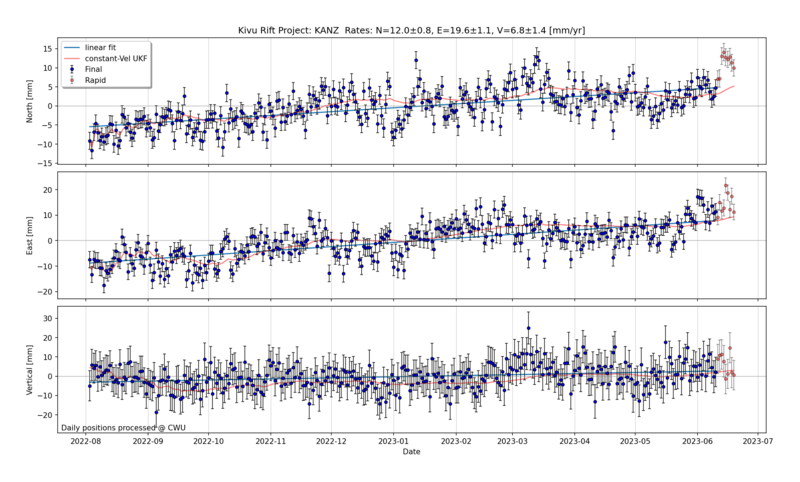 Kivu Rift Project: KANZ  Rates: N=12.0±0.8, E=19.6±1.1, V=6.8±1.4 [mm/yr]
linear fit
constant-Vel UKF
Final
Rapid
North [mm]
15
10
5
0
−5
−10
−15
East [mm]
20
10
0
−10
−20
Vertical [mm]
30
20
10
0
−10
−20
Daily positions processed @ CWU
2022-08 2022-09 2022-10 2022-11 2022-12 2023-01 2023-02 2023-03 2023-04 2023-05 2023-06 2023-07
Date